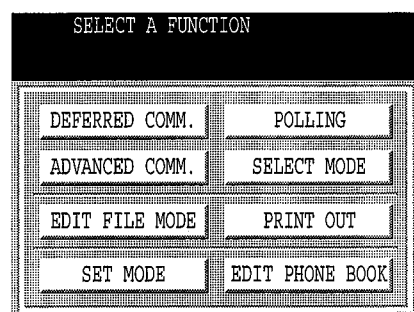 SELECT A FUNCTION
DEFERRED COMM. POLLING
ADVANCED COMM. SELECT MODE
EDIT FILE MODE PRINT OUT
SET MODE EDIT PHONE BOOK